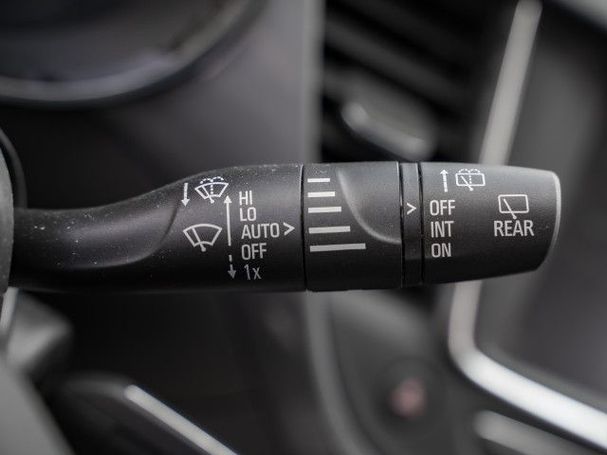 HI
LO
AUTO >
OFF
1x
>
OFF
INT
ON
REAR